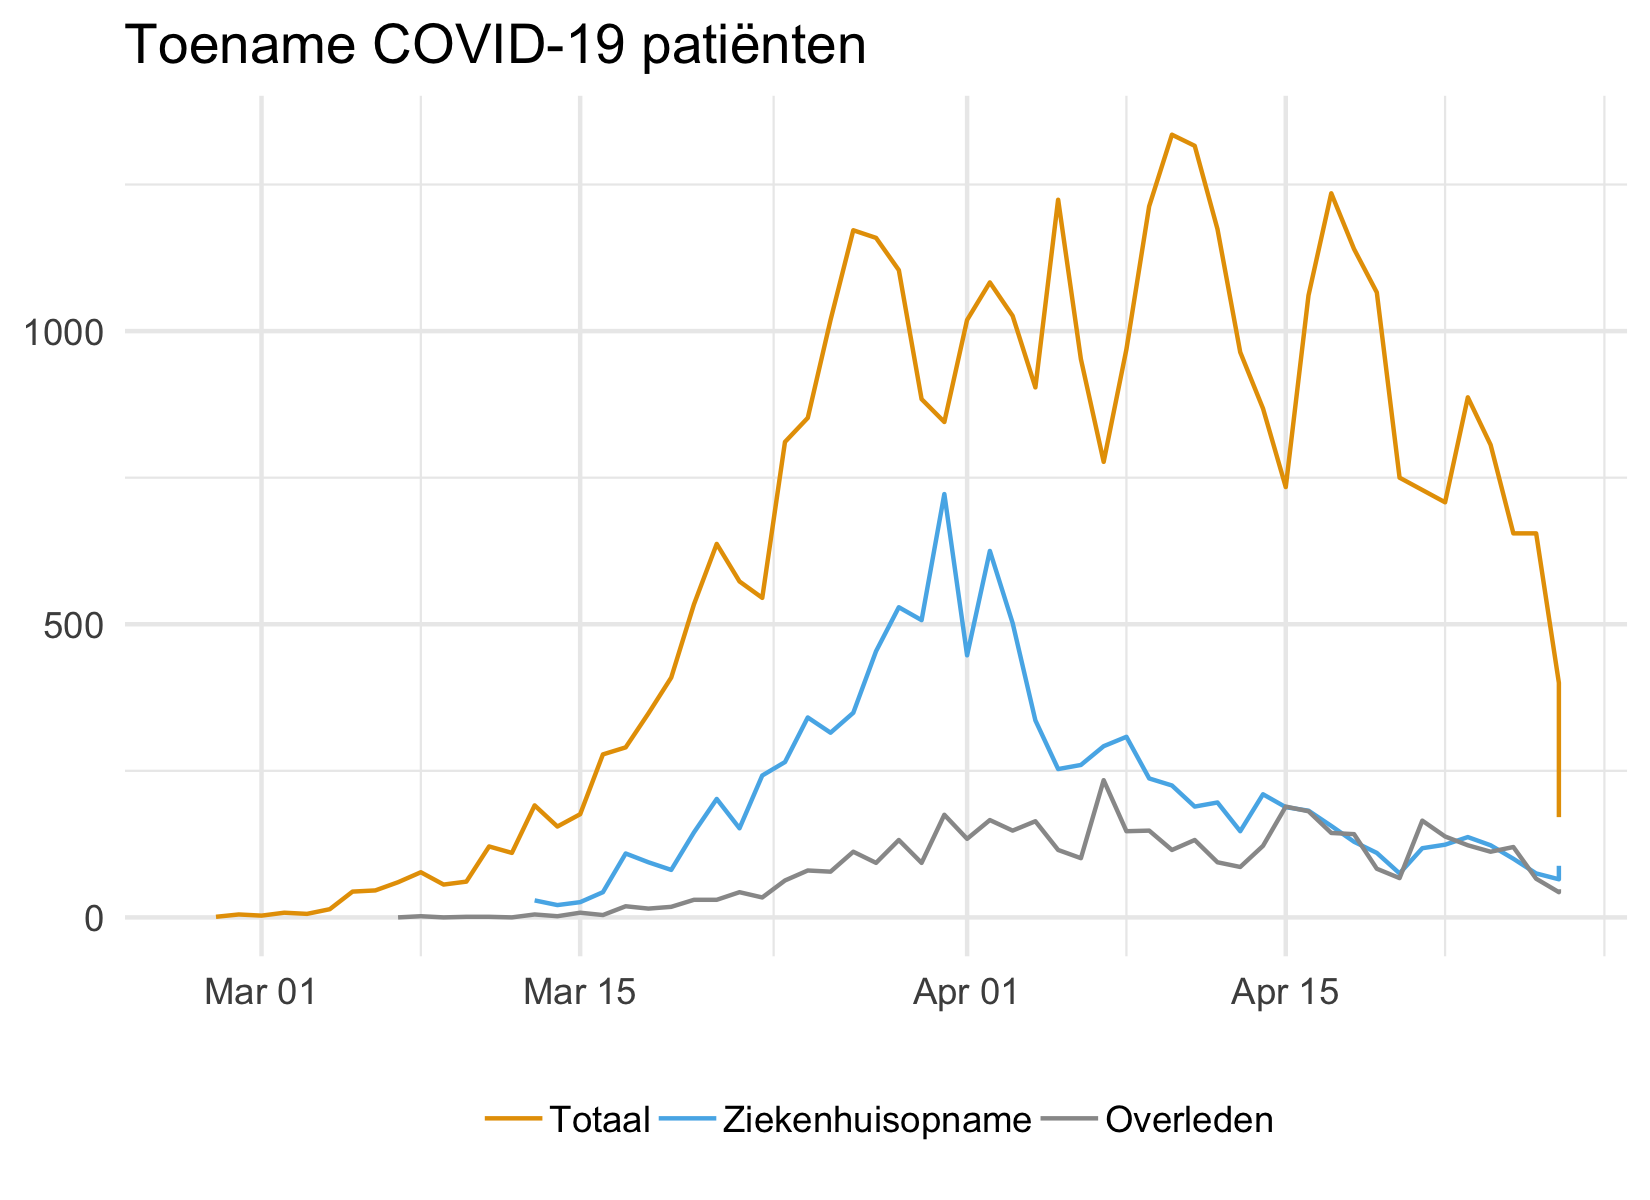 Toename COVID-19 patiënten
1000
500
0
Mar 01 Mar 15 Apr 01 Apr 15
Totaal Ziekenhuisopname Overleden